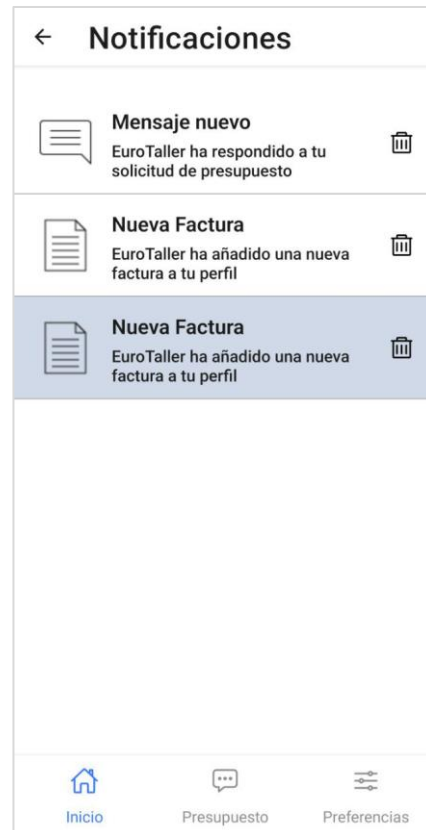 Notificaciones
Mensaje nuevo
EuroTaller ha respondido a tu
solicitud de presupuesto
Nueva Factura
EuroTaller ha añadido una nueva
factura a tu perfil
Nueva Factura
EuroTaller ha añadido una nueva
factura a tu perfil
Inicio Presupuesto Preferencias